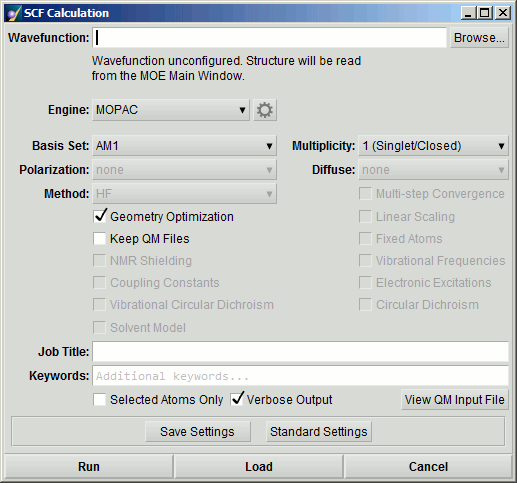 SCF Calculation
Wavefunction: Browse...
Wavefunction unconfigured. Structure will be read
from the MOE Main Window.
Engine: MOPAC
Basis Set: AM1 Multiplicity: 1 (Singlet/Closed)
Polarization: none Diffuse: none
Method: HF Multi-step Convergence
Geometry Optimization Linear Scaling
Keep QM Files Fixed Atoms
NMR Shielding Vibrational Frequencies
Coupling Constants Electronic Excitations
Vibrational Circular Dichroism Circular Dichroism
Solvent Model
Job Title:
Keywords: Additional keywords...
Selected Atoms Only Verbose Output View QM Input File
Save Settings Standard Settings
Run Load Cancel